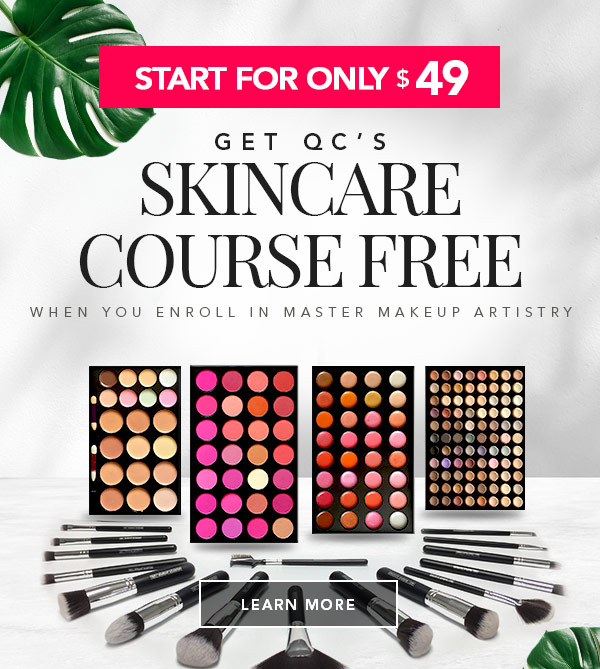 START FOR ONLY $49
GET QC'S
SKINCARE
COURSE FREE
WHEN YOU ENROLL IN MASTER MAKEUP ARTISTRY
LEARN MORE